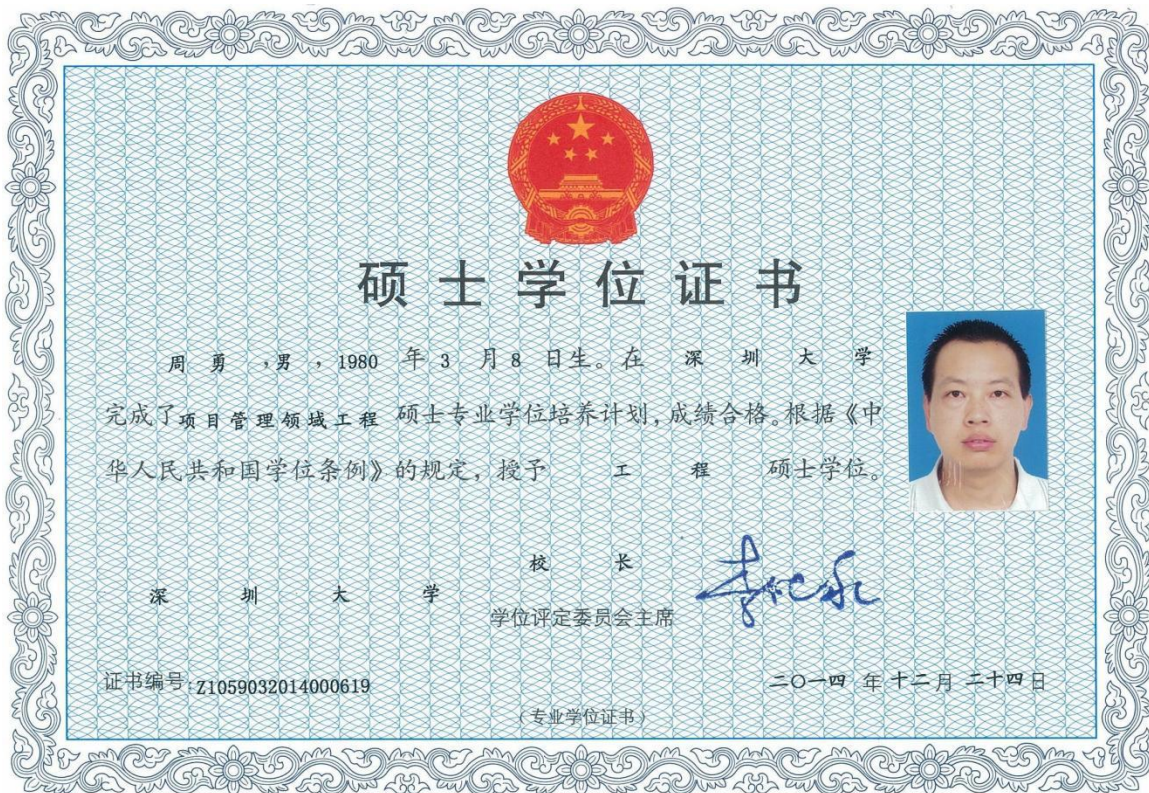 硕士学位证书
周勇,男,1980年3月8日生。在深圳大学
完成了项目管理领域工程硕士专业学位培养计划,成绩合格。根据《中
华人民共和国学位条例》的规定,授予工程硕士学位。
校长
深圳大学
学位评定委员会主席
证书编号:Z1059032014000619
二〇一四年十二月二十四日
(专业学位证书)